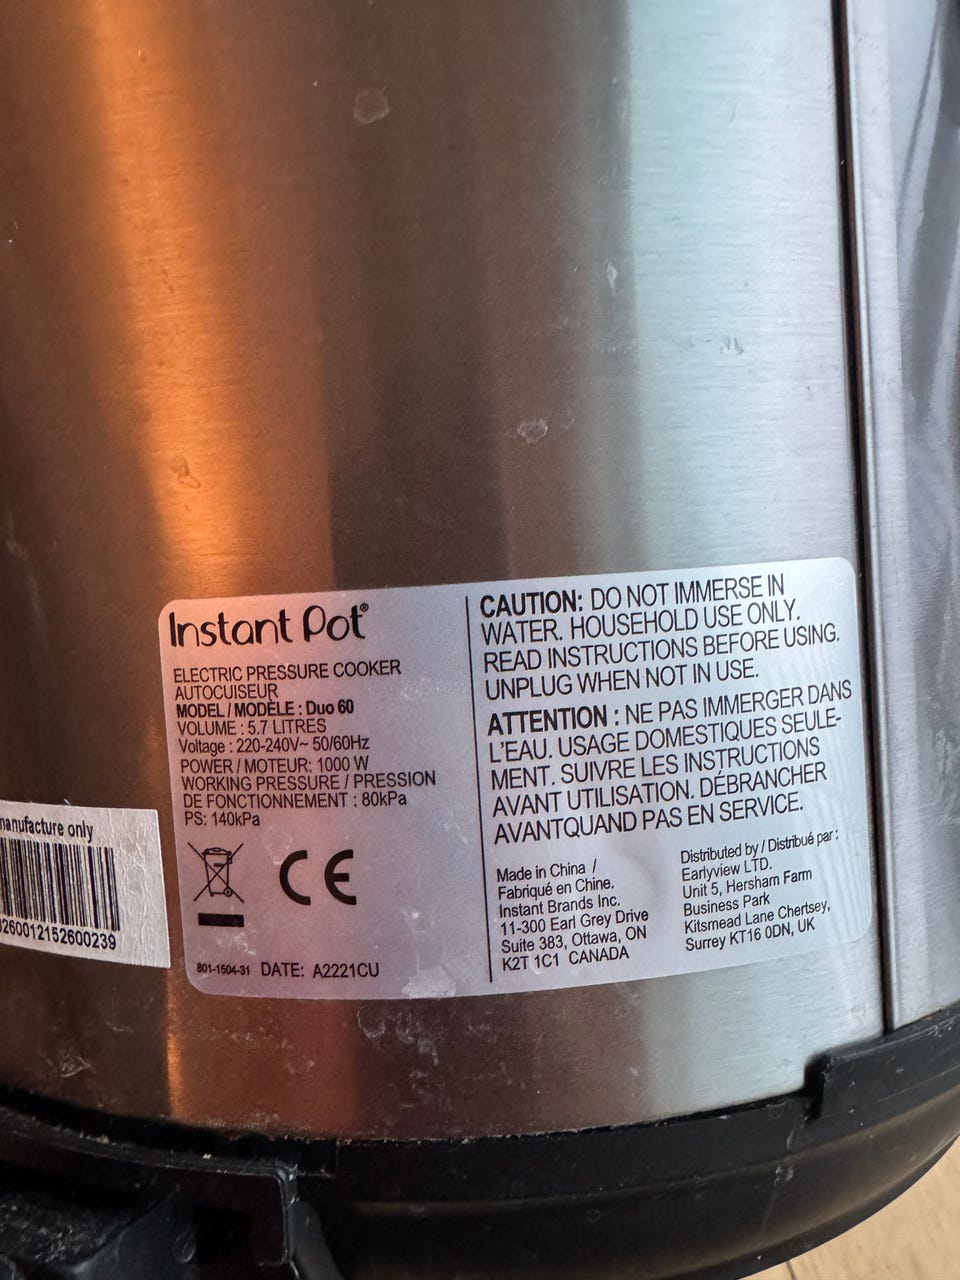 Instant Pot®
ELECTRIC PRESSURE COOKER
AUTOCUISEUR
MODEL / MODÈLE : Duo 60
VOLUME : 5.7 LITRES
Voltage : 220-240V~ 50/60Hz
POWER / MOTEUR: 1000 W
WORKING PRESSURE / PRESSION
DE FONCTIONNEMENT : 80kPa
PS: 140kPa
CE
801-1504-31 DATE: A2221CU
CAUTION: DO NOT IMMERSE IN
WATER. HOUSEHOLD USE ONLY.
READ INSTRUCTIONS BEFORE USING.
UNPLUG WHEN NOT IN USE.
ATTENTION : NE PAS IMMERGER DANS
L'EAU. USAGE DOMESTIQUES SEULE-
MENT. SUIVRE LES INSTRUCTIONS
AVANT UTILISATION. DÉBRANCHER
AVANTQUAND PAS EN SERVICE.
Made in China /
Fabriqué en Chine.
Instant Brands Inc.
11-300 Earl Grey Drive
Suite 383, Ottawa, ON
K2T 1C1 CANADA
Distributed by / Distribué par :
Earlyview LTD.
Unit 5, Hersham Farm
Business Park
Kitsmead Lane Chertsey,
Surrey KT16 0DN, UK
manufacture only
260012152600239